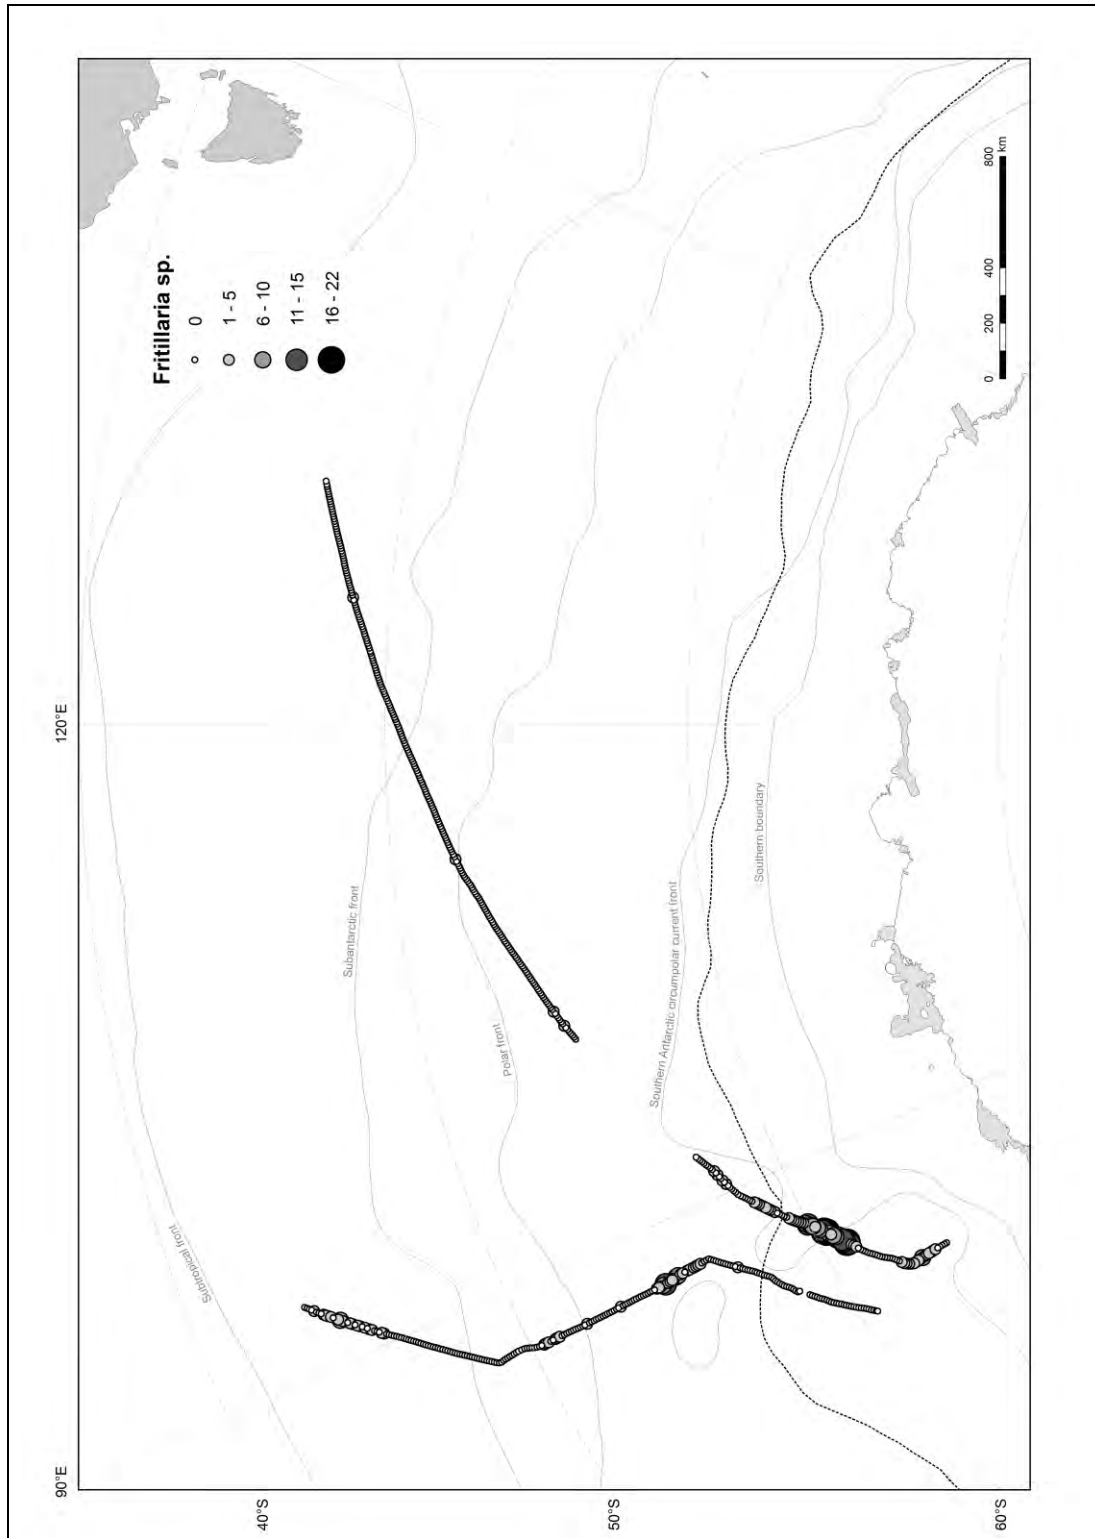 Fritillaria sp.
0
1 - 5
6 - 10
11 - 15
16 - 22
0
200
400
800
km
120°E
90°E
40°S
50°S
60°S
Subtropical front
Subantarctic front
Polar front
Southern Antarctic circumpolar current front
Southern boundary